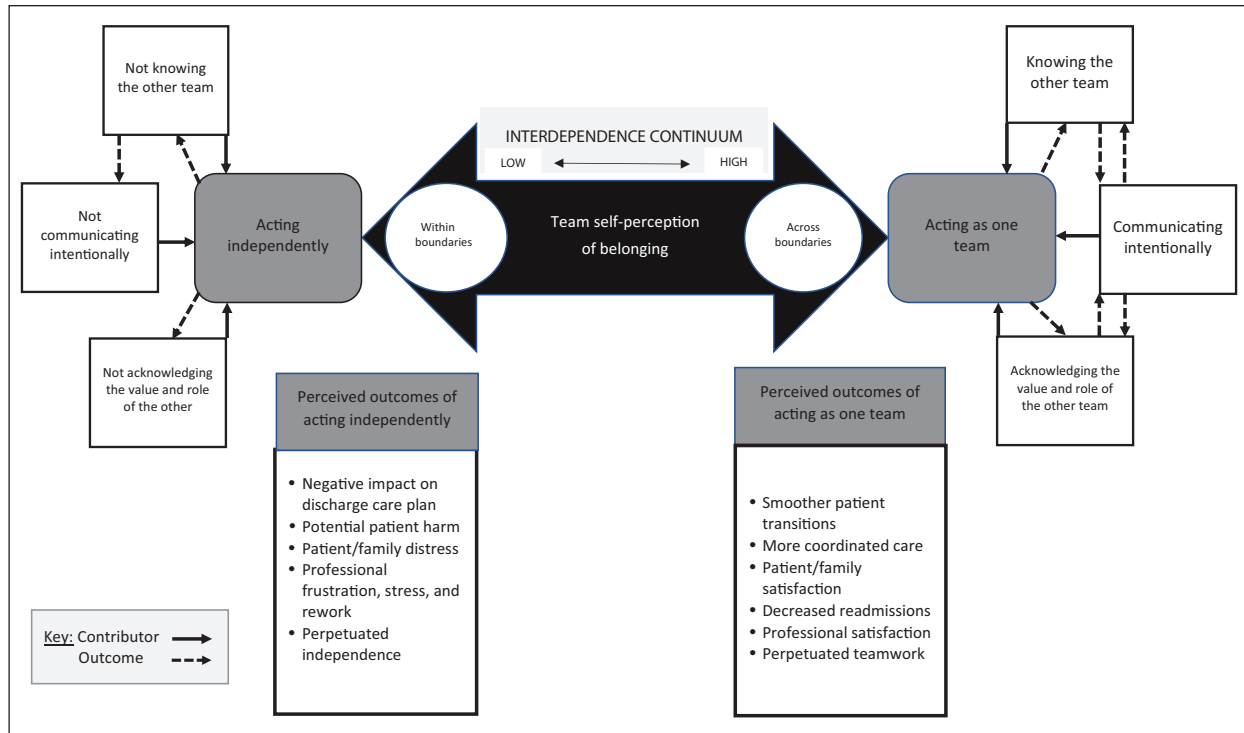 Not knowing
the other team
Not
communicating
intentionally
Not acknowledging
the value and role
of the other
Acting
independently
INTERDEPENDENCE CONTINUUM
LOW
HIGH
Within
boundaries
Team self-perception
of belonging
Across
boundaries
Acting as one
team
Knowing the
other team
Communicating
intentionally
Acknowledging the
value and role of
the other team
Perceived outcomes of
acting independently
• Negative impact on
discharge care plan
• Potential patient harm
• Patient/family distress
• Professional
frustration, stress, and
rework
• Perpetuated
independence
Perceived outcomes of
acting as one team
• Smoother patient
transitions
• More coordinated care
• Patient/family
satisfaction
• Decreased readmissions
• Professional satisfaction
• Perpetuated teamwork
Key: Contributor
Outcome